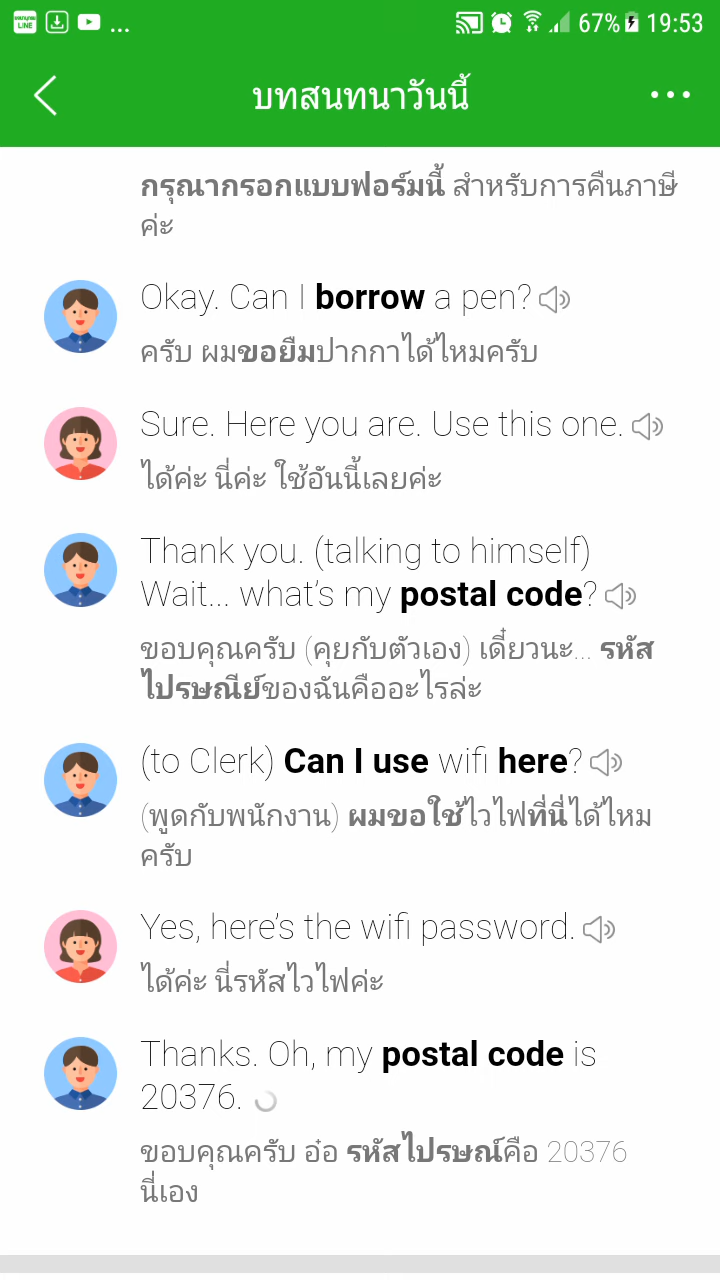 67% 19:53
บทสนทนาวันนี้
กรุณากรอกแบบฟอร์มนี้ สำหรับการคืนภาษี
ค่ะ
Okay. Can I borrow a pen?
ครับ ผมขอยืมปากกาได้ไหมครับ
Sure. Here you are. Use this one.
ได้ค่ะ นี่ค่ะ ใช้อันนี้เลยค่ะ
Thank you. (talking to himself)
Wait... what's my postal code?
ขอบคุณครับ (คุยกับตัวเอง) เดี๋ยวนะ... รหัส
ไปรษณีย์ของฉันคืออะไรล่ะ
(to Clerk) Can I use wifi here?
(พูดกับพนักงาน) ผมขอใช้ไวไฟที่นี่ได้ไหม
ครับ
Yes, here's the wifi password.
ได้ค่ะ นี่รหัสไวไฟค่ะ
Thanks. Oh, my postal code is
20376.
ขอบคุณครับ อ๋อ รหัสไปรษณ์คือ 20376
นี่เอง